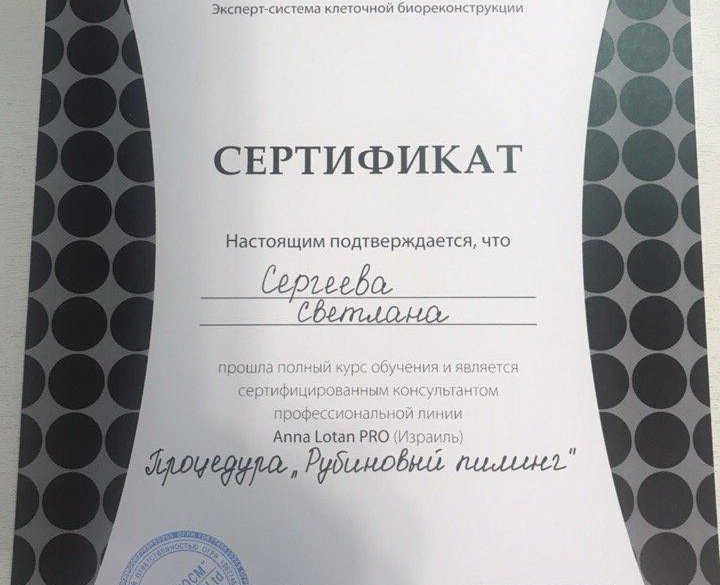 Эксперт-система клеточной биореконструкции
СЕРТИФИКАТ
Настоящим подтверждается, что
Сергеева
Светлана
прошла полный курс обучения и является
сертифицированным консультантом
профессиональной линии
Anna Lotan PRO (Израиль)
Процедура „Рубиновый пилинг"